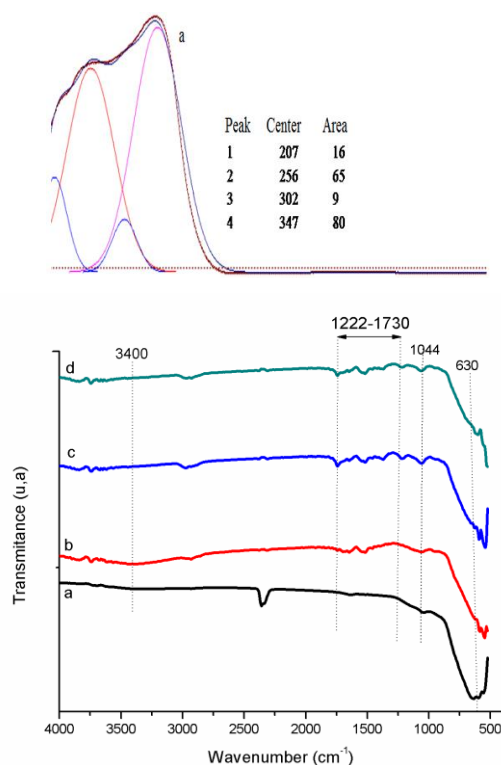 a
Peak Center Area
1 207 16
2 256 65
3 302 9
4 347 80
1222-1730
3400
1044
630
d
c
b
a
Transmitance (u,a)
4000 3500 3000 2500 2000 1500 1000 500
Wavenumber (cm⁻¹)